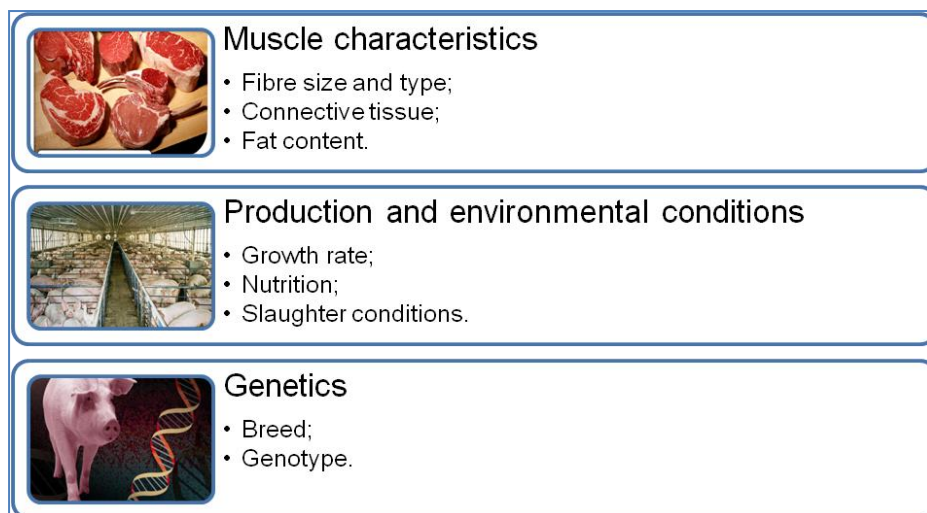 Muscle characteristics
• Fibre size and type;
• Connective tissue;
• Fat content.
Production and environmental conditions
• Growth rate;
• Nutrition;
• Slaughter conditions.
Genetics
• Breed;
• Genotype.